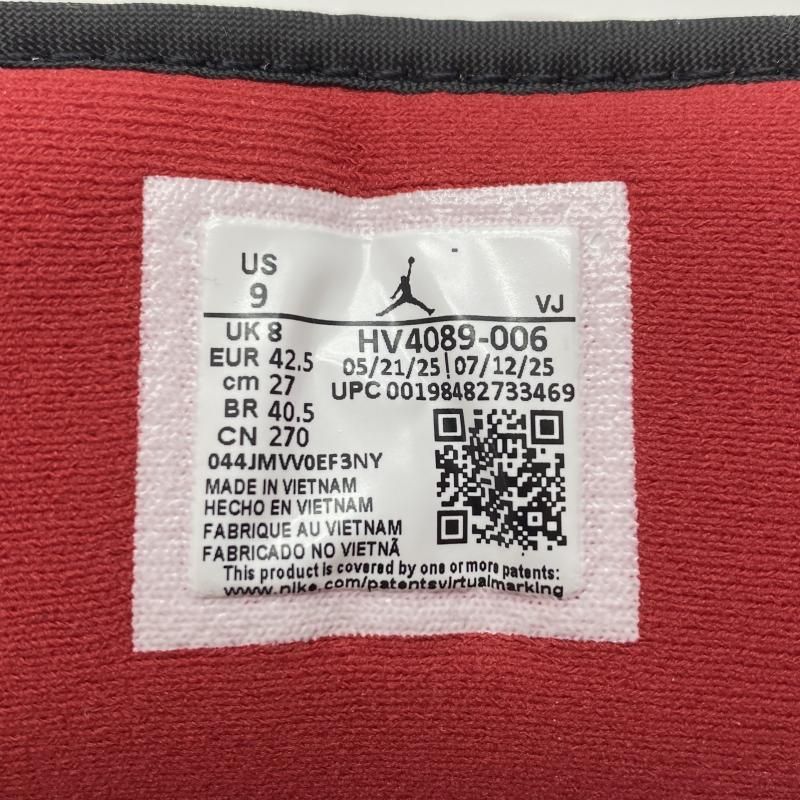 US
9
VJ
UK 8
EUR 42.5
cm 27
BR 40.5
CN 270
HV4089-006
05/21/25|07/12/25
UPC 00198482733469
044JMVV0EF3NY
MADE IN VIETNAM
HECHO EN VIETNAM
FABRIQUE AU VIETNAM
FABRICADO NO VIETNÃ
This product is covered by one or more patents:
www.nike.com/patentsvirtualmarking